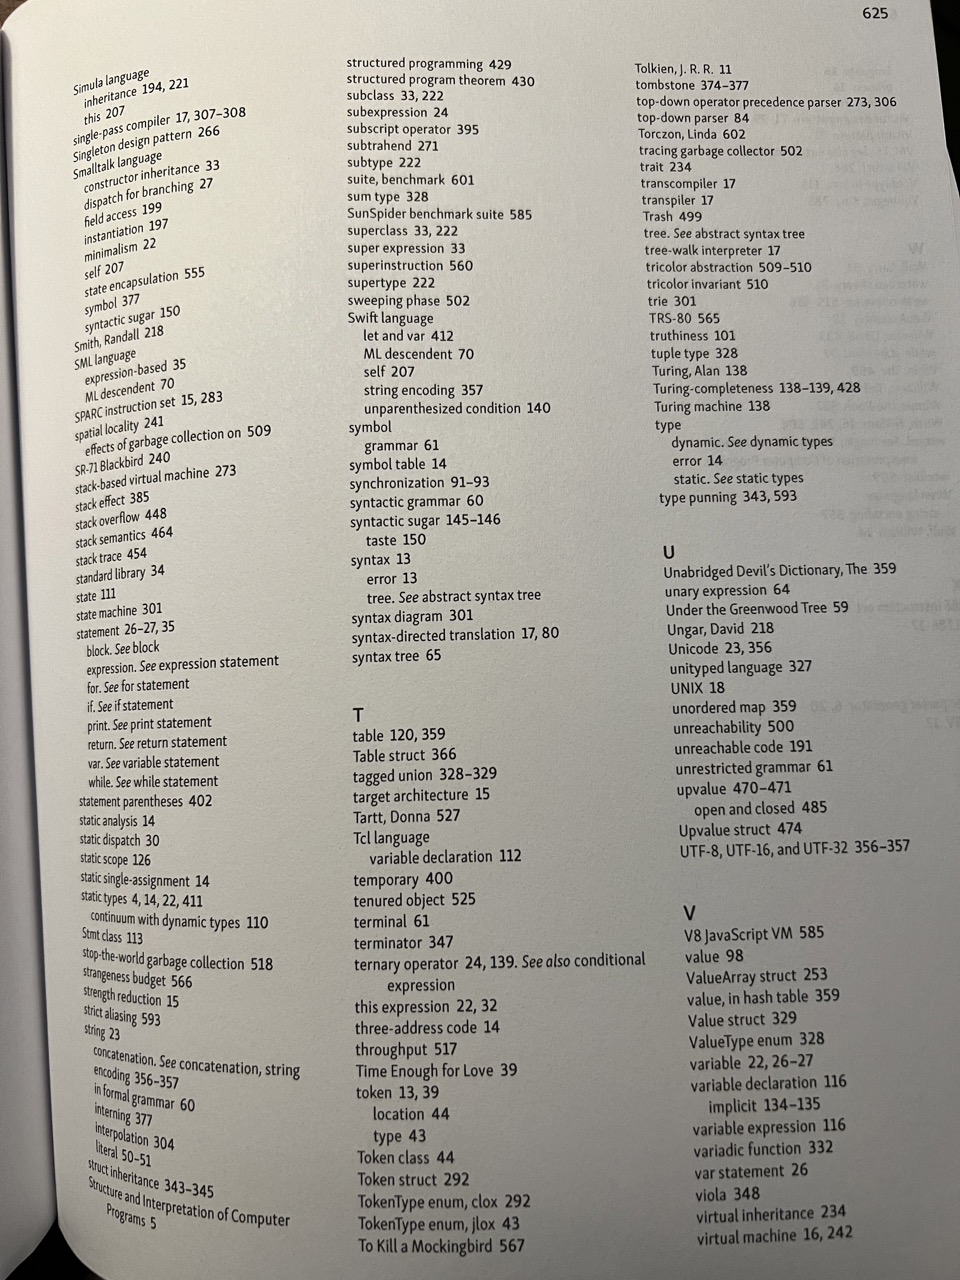 625
Simula language
inheritance 194, 221
this 207
single-pass compiler 17, 307–308
Singleton design pattern 266
Smalltalk language
constructor inheritance 33
dispatch for branching 27
field access 199
instantiation 197
minimalism 22
self 207
state encapsulation 555
symbol 377
syntactic sugar 150
Smith, Randall 218
SML language
expression-based 35
ML descendent 70
SPARC instruction set 15, 283
spatial locality 241
effects of garbage collection on 509
SR-71 Blackbird 240
stack-based virtual machine 273
stack effect 385
stack overflow 448
stack semantics 464
stack trace 454
standard library 34
state 111
state machine 301
statement 26–27, 35
block. See block
expression. See expression statement
for. See for statement
if. See if statement
print. See print statement
return. See return statement
var. See variable statement
while. See while statement
statement parentheses 402
static analysis 14
static dispatch 30
static scope 126
static single-assignment 14
static types 4, 14, 22, 411
continuum with dynamic types 110
Stmt class 113
stop-the-world garbage collection 518
strangeness budget 566
strength reduction 15
strict aliasing 593
string 23
concatenation. See concatenation, string
encoding 356–357
in formal grammar 60
interning 377
interpolation 304
literal 50–51
struct inheritance 343–345
Structure and Interpretation of Computer
Programs 5
structured programming 429
structured program theorem 430
subclass 33, 222
subexpression 24
subscript operator 395
subtrahend 271
subtype 222
suite, benchmark 601
sum type 328
SunSpider benchmark suite 585
superclass 33, 222
super expression 33
superinstruction 560
supertype 222
sweeping phase 502
Swift language
let and var 412
ML descendent 70
self 207
string encoding 357
unparenthesized condition 140
symbol
grammar 61
symbol table 14
synchronization 91–93
syntactic grammar 60
syntactic sugar 145–146
taste 150
syntax 13
error 13
tree. See abstract syntax tree
syntax diagram 301
syntax-directed translation 17, 80
syntax tree 65
T
table 120, 359
Table struct 366
tagged union 328–329
target architecture 15
Tartt, Donna 527
Tcl language
variable declaration 112
temporary 400
tenured object 525
terminal 61
terminator 347
ternary operator 24, 139. See also conditional
expression
this expression 22, 32
three-address code 14
throughput 517
Time Enough for Love 39
token 13, 39
location 44
type 43
Token class 44
Token struct 292
TokenType enum, clox 292
TokenType enum, jlox 43
To Kill a Mockingbird 567
Tolkien, J. R. R. 11
tombstone 374–377
top-down operator precedence parser 273, 306
top-down parser 84
Torczon, Linda 602
tracing garbage collector 502
trait 234
transcompiler 17
transpiler 17
Trash 499
tree. See abstract syntax tree
tree-walk interpreter 17
tricolor abstraction 509–510
tricolor invariant 510
trie 301
TRS-80 565
truthiness 101
tuple type 328
Turing, Alan 138
Turing-completeness 138–139, 428
Turing machine 138
type
dynamic. See dynamic types
error 14
static. See static types
type punning 343, 593
U
Unabridged Devil's Dictionary, The 359
unary expression 64
Under the Greenwood Tree 59
Ungar, David 218
Unicode 23, 356
unityped language 327
UNIX 18
unordered map 359
unreachability 500
unreachable code 191
unrestricted grammar 61
upvalue 470–471
open and closed 485
Upvalue struct 474
UTF-8, UTF-16, and UTF-32 356–357
V
V8 JavaScript VM 585
value 98
ValueArray struct 253
value, in hash table 359
Value struct 329
ValueType enum 328
variable 22, 26–27
variable declaration 116
implicit 134–135
variable expression 116
variadic function 332
var statement 26
viola 348
virtual inheritance 234
virtual machine 16, 242